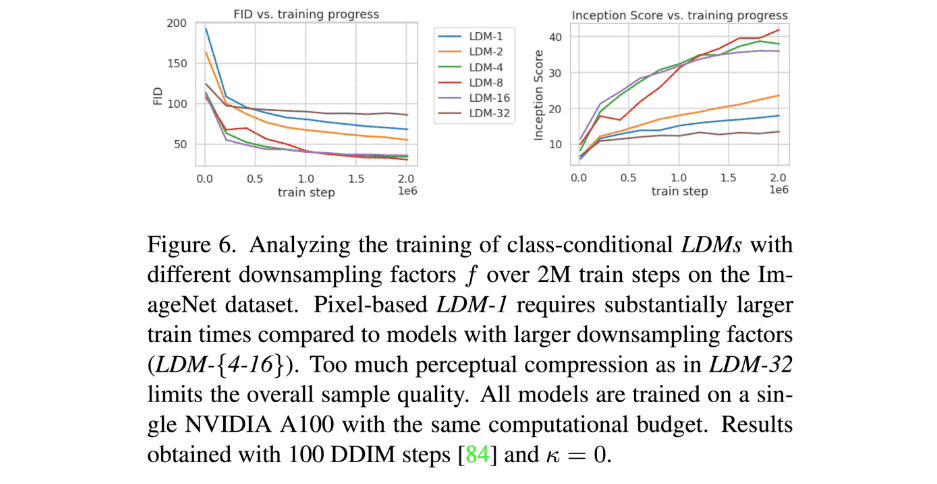 FID vs. training progress
200
150
100
50
FID
0.0 0.5 1.0 1.5 2.0
1e6
train step
LDM-1
LDM-2
LDM-4
LDM-8
LDM-16
LDM-32
Inception Score vs. training progress
40
30
20
10
Inception Score
0.0 0.5 1.0 1.5 2.0
1e6
train step
Figure 6. Analyzing the training of class-conditional LDMs with
different downsampling factors f over 2M train steps on the Im-
ageNet dataset. Pixel-based LDM-1 requires substantially larger
train times compared to models with larger downsampling factors
(LDM-{4-16}). Too much perceptual compression as in LDM-32
limits the overall sample quality. All models are trained on a sin-
gle NVIDIA A100 with the same computational budget. Results
obtained with 100 DDIM steps [84] and κ = 0.